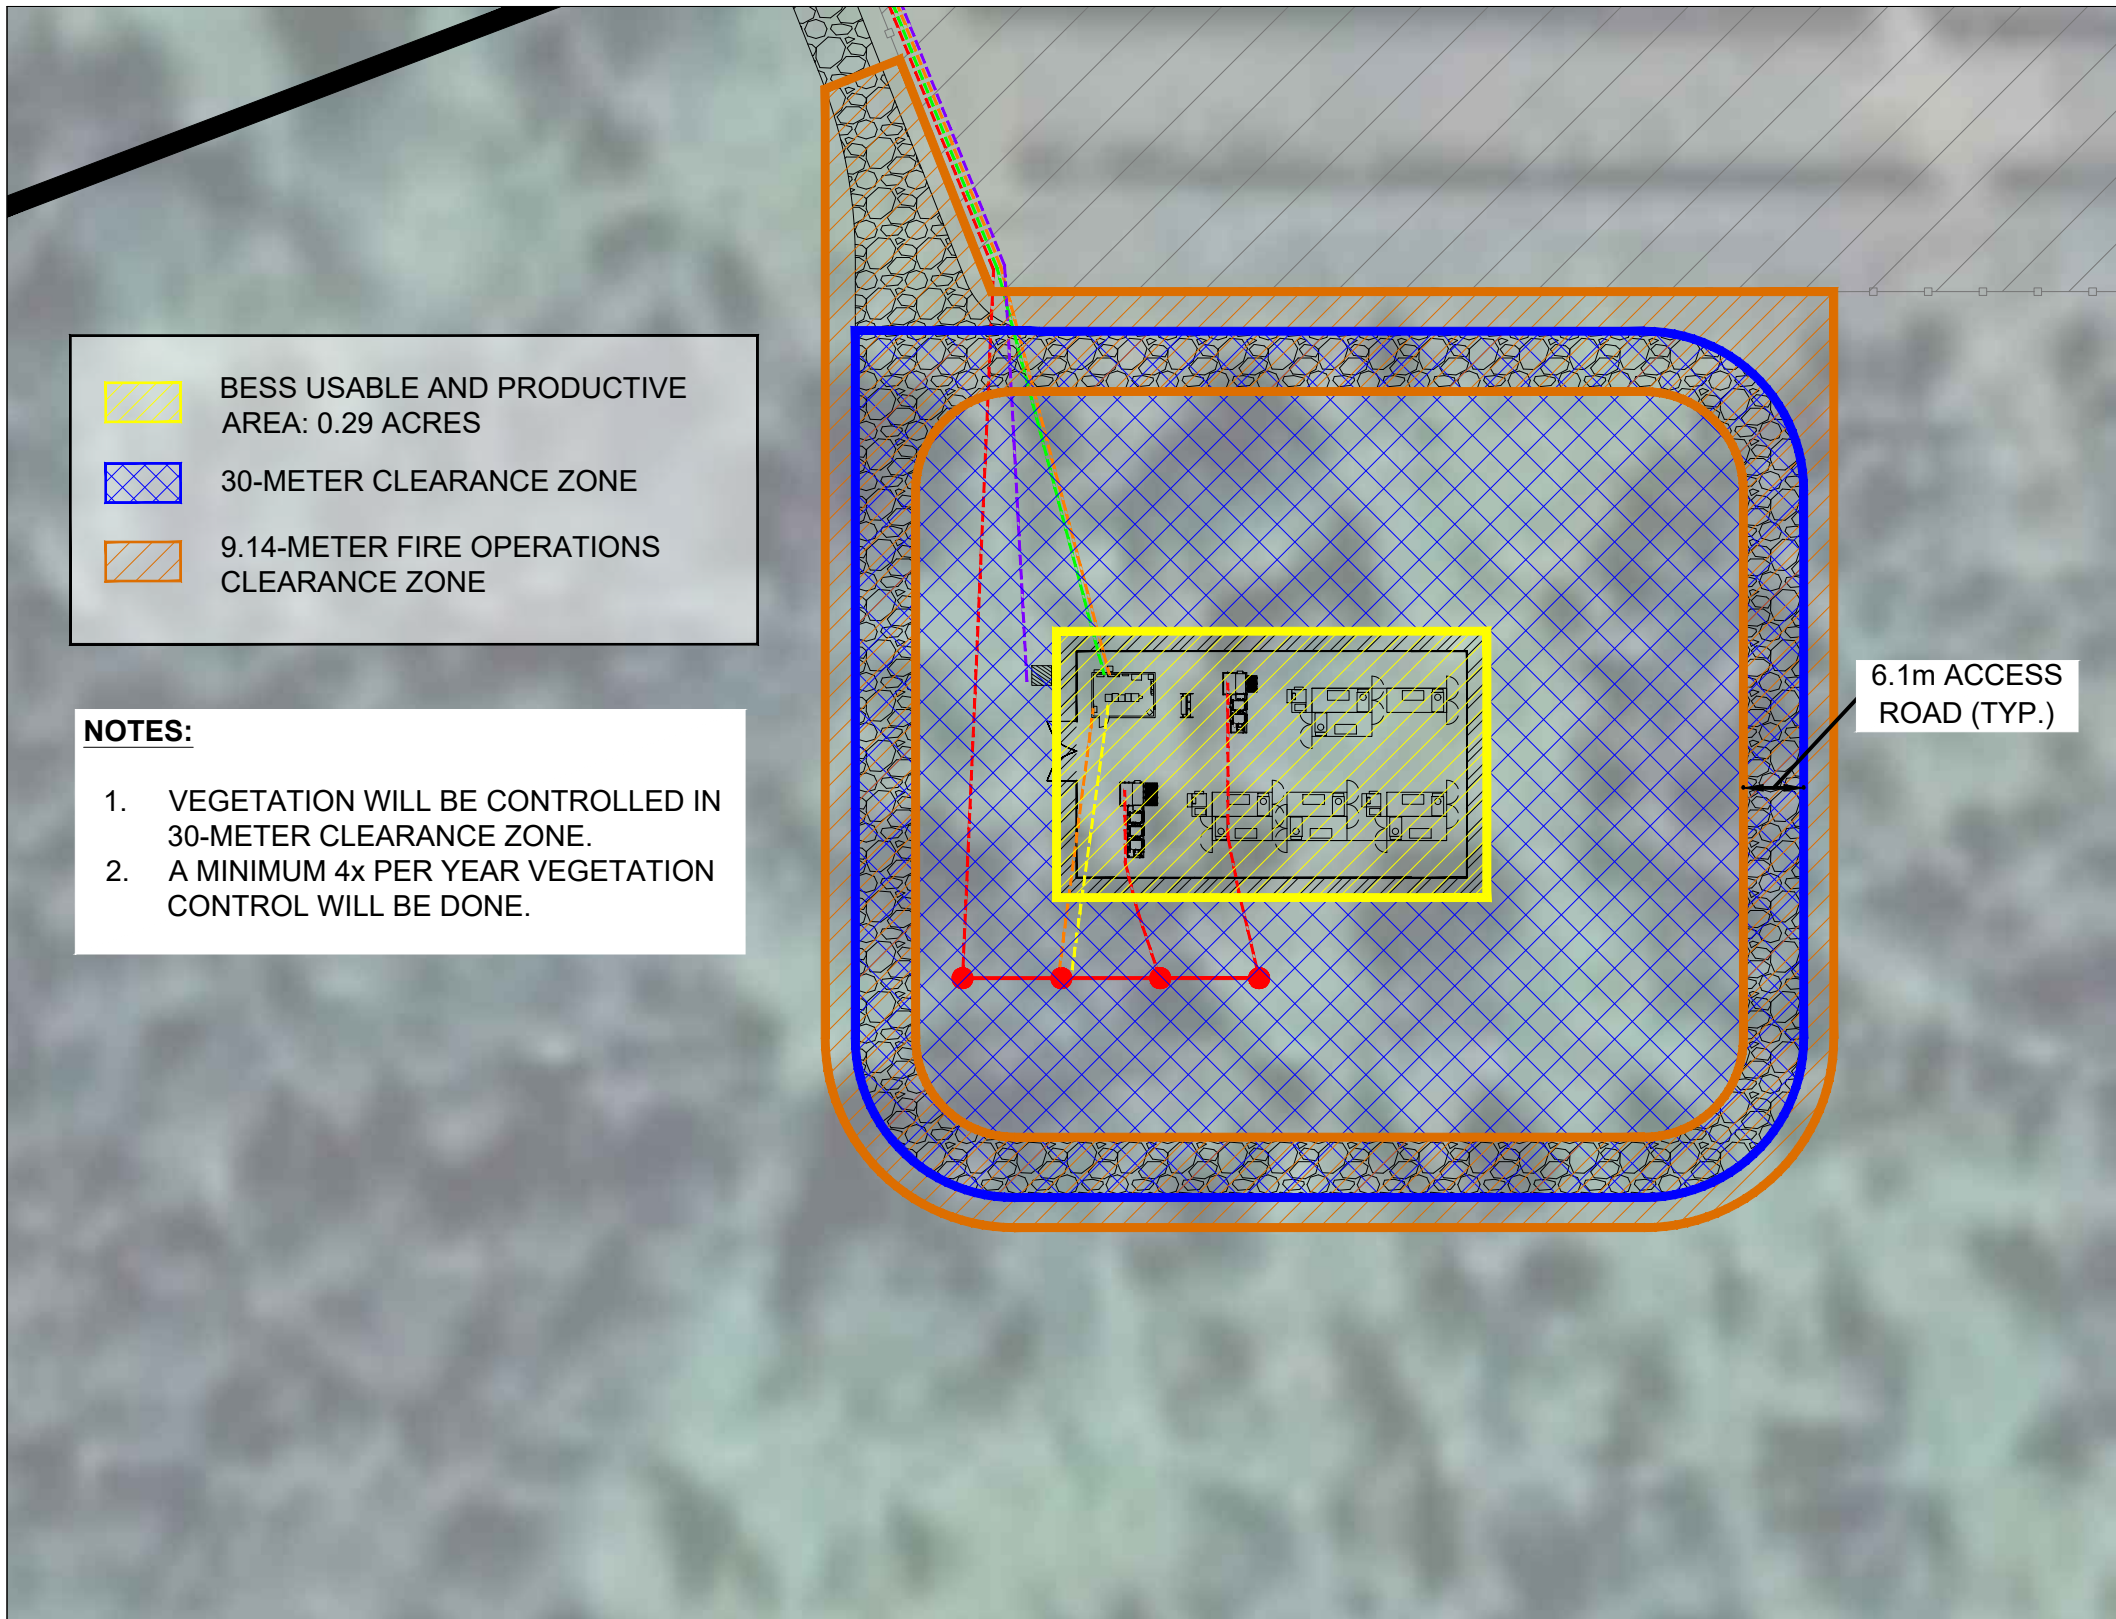 BESS USABLE AND PRODUCTIVE
AREA: 0.29 ACRES
30-METER CLEARANCE ZONE
9.14-METER FIRE OPERATIONS
CLEARANCE ZONE
6.1m ACCESS
ROAD (TYP.)
NOTES:
1. VEGETATION WILL BE CONTROLLED IN
30-METER CLEARANCE ZONE.
2. A MINIMUM 4x PER YEAR VEGETATION
CONTROL WILL BE DONE.